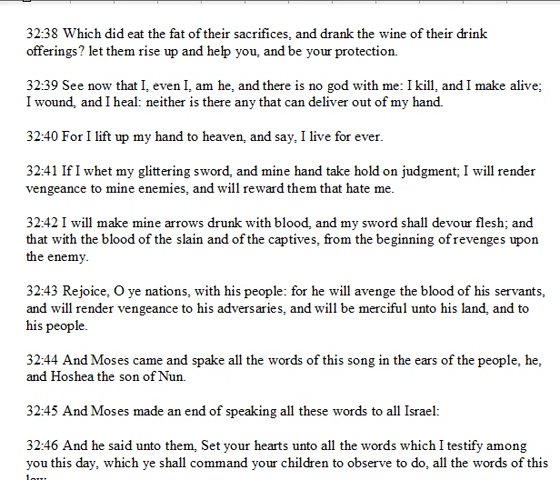 32:38 Which did eat the fat of their sacrifices, and drank the wine of their drink
offerings? let them rise up and help you, and be your protection.
32:39 See now that I, even I, am he, and there is no god with me: I kill, and I make alive;
I wound, and I heal: neither is there any that can deliver out of my hand.
32:40 For I lift up my hand to heaven, and say, I live for ever.
32:41 If I whet my glittering sword, and mine hand take hold on judgment; I will render
vengeance to mine enemies, and will reward them that hate me.
32:42 I will make mine arrows drunk with blood, and my sword shall devour flesh; and
that with the blood of the slain and of the captives, from the beginning of revenges upon
the enemy.
32:43 Rejoice, O ye nations, with his people: for he will avenge the blood of his servants,
and will render vengeance to his adversaries, and will be merciful unto his land, and to
his people.
32:44 And Moses came and spake all the words of this song in the ears of the people, he,
and Hoshea the son of Nun.
32:45 And Moses made an end of speaking all these words to all Israel:
32:46 And he said unto them, Set your hearts unto all the words which I testify among
you this day, which ye shall command your children to observe to do, all the words of this